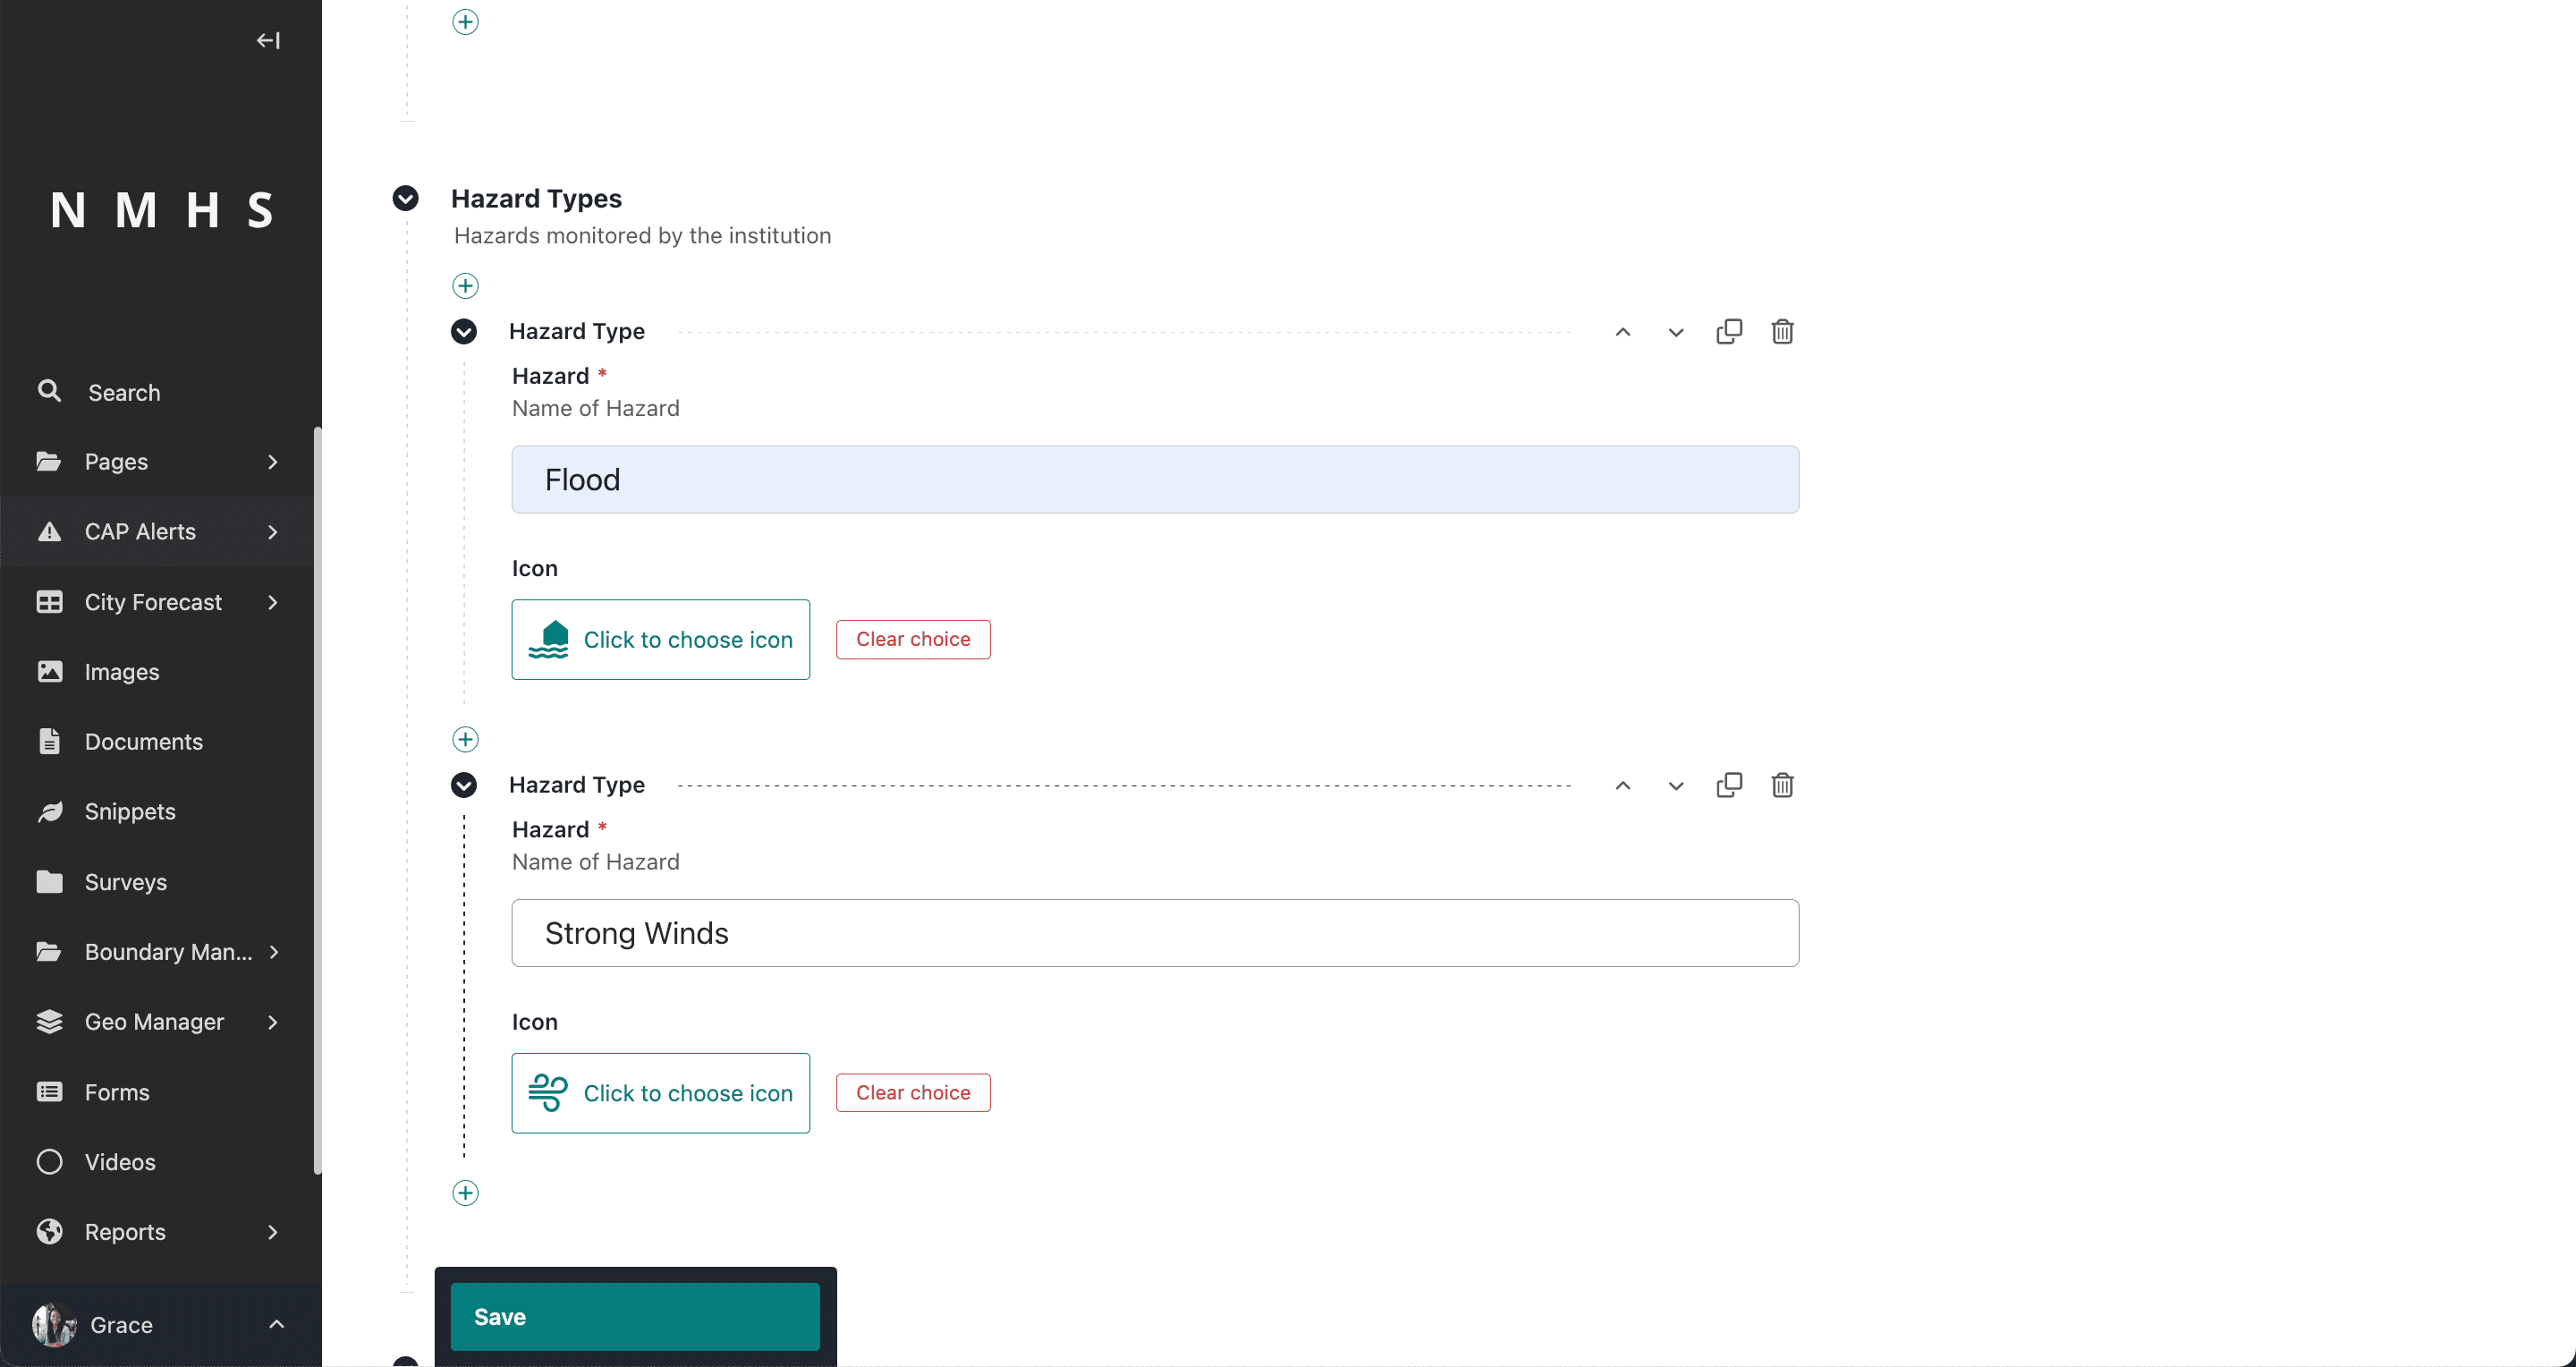 N M H S
Search
Pages
CAP Alerts
City Forecast
Images
Documents
Snippets
Surveys
Boundary Man...
Geo Manager
Forms
Videos
Reports
Grace
Hazard Types
Hazards monitored by the institution
Hazard Type
Hazard *
Name of Hazard
Flood
Icon
Click to choose icon
Clear choice
Hazard Type
Hazard *
Name of Hazard
Strong Winds
Icon
Click to choose icon
Clear choice
Save